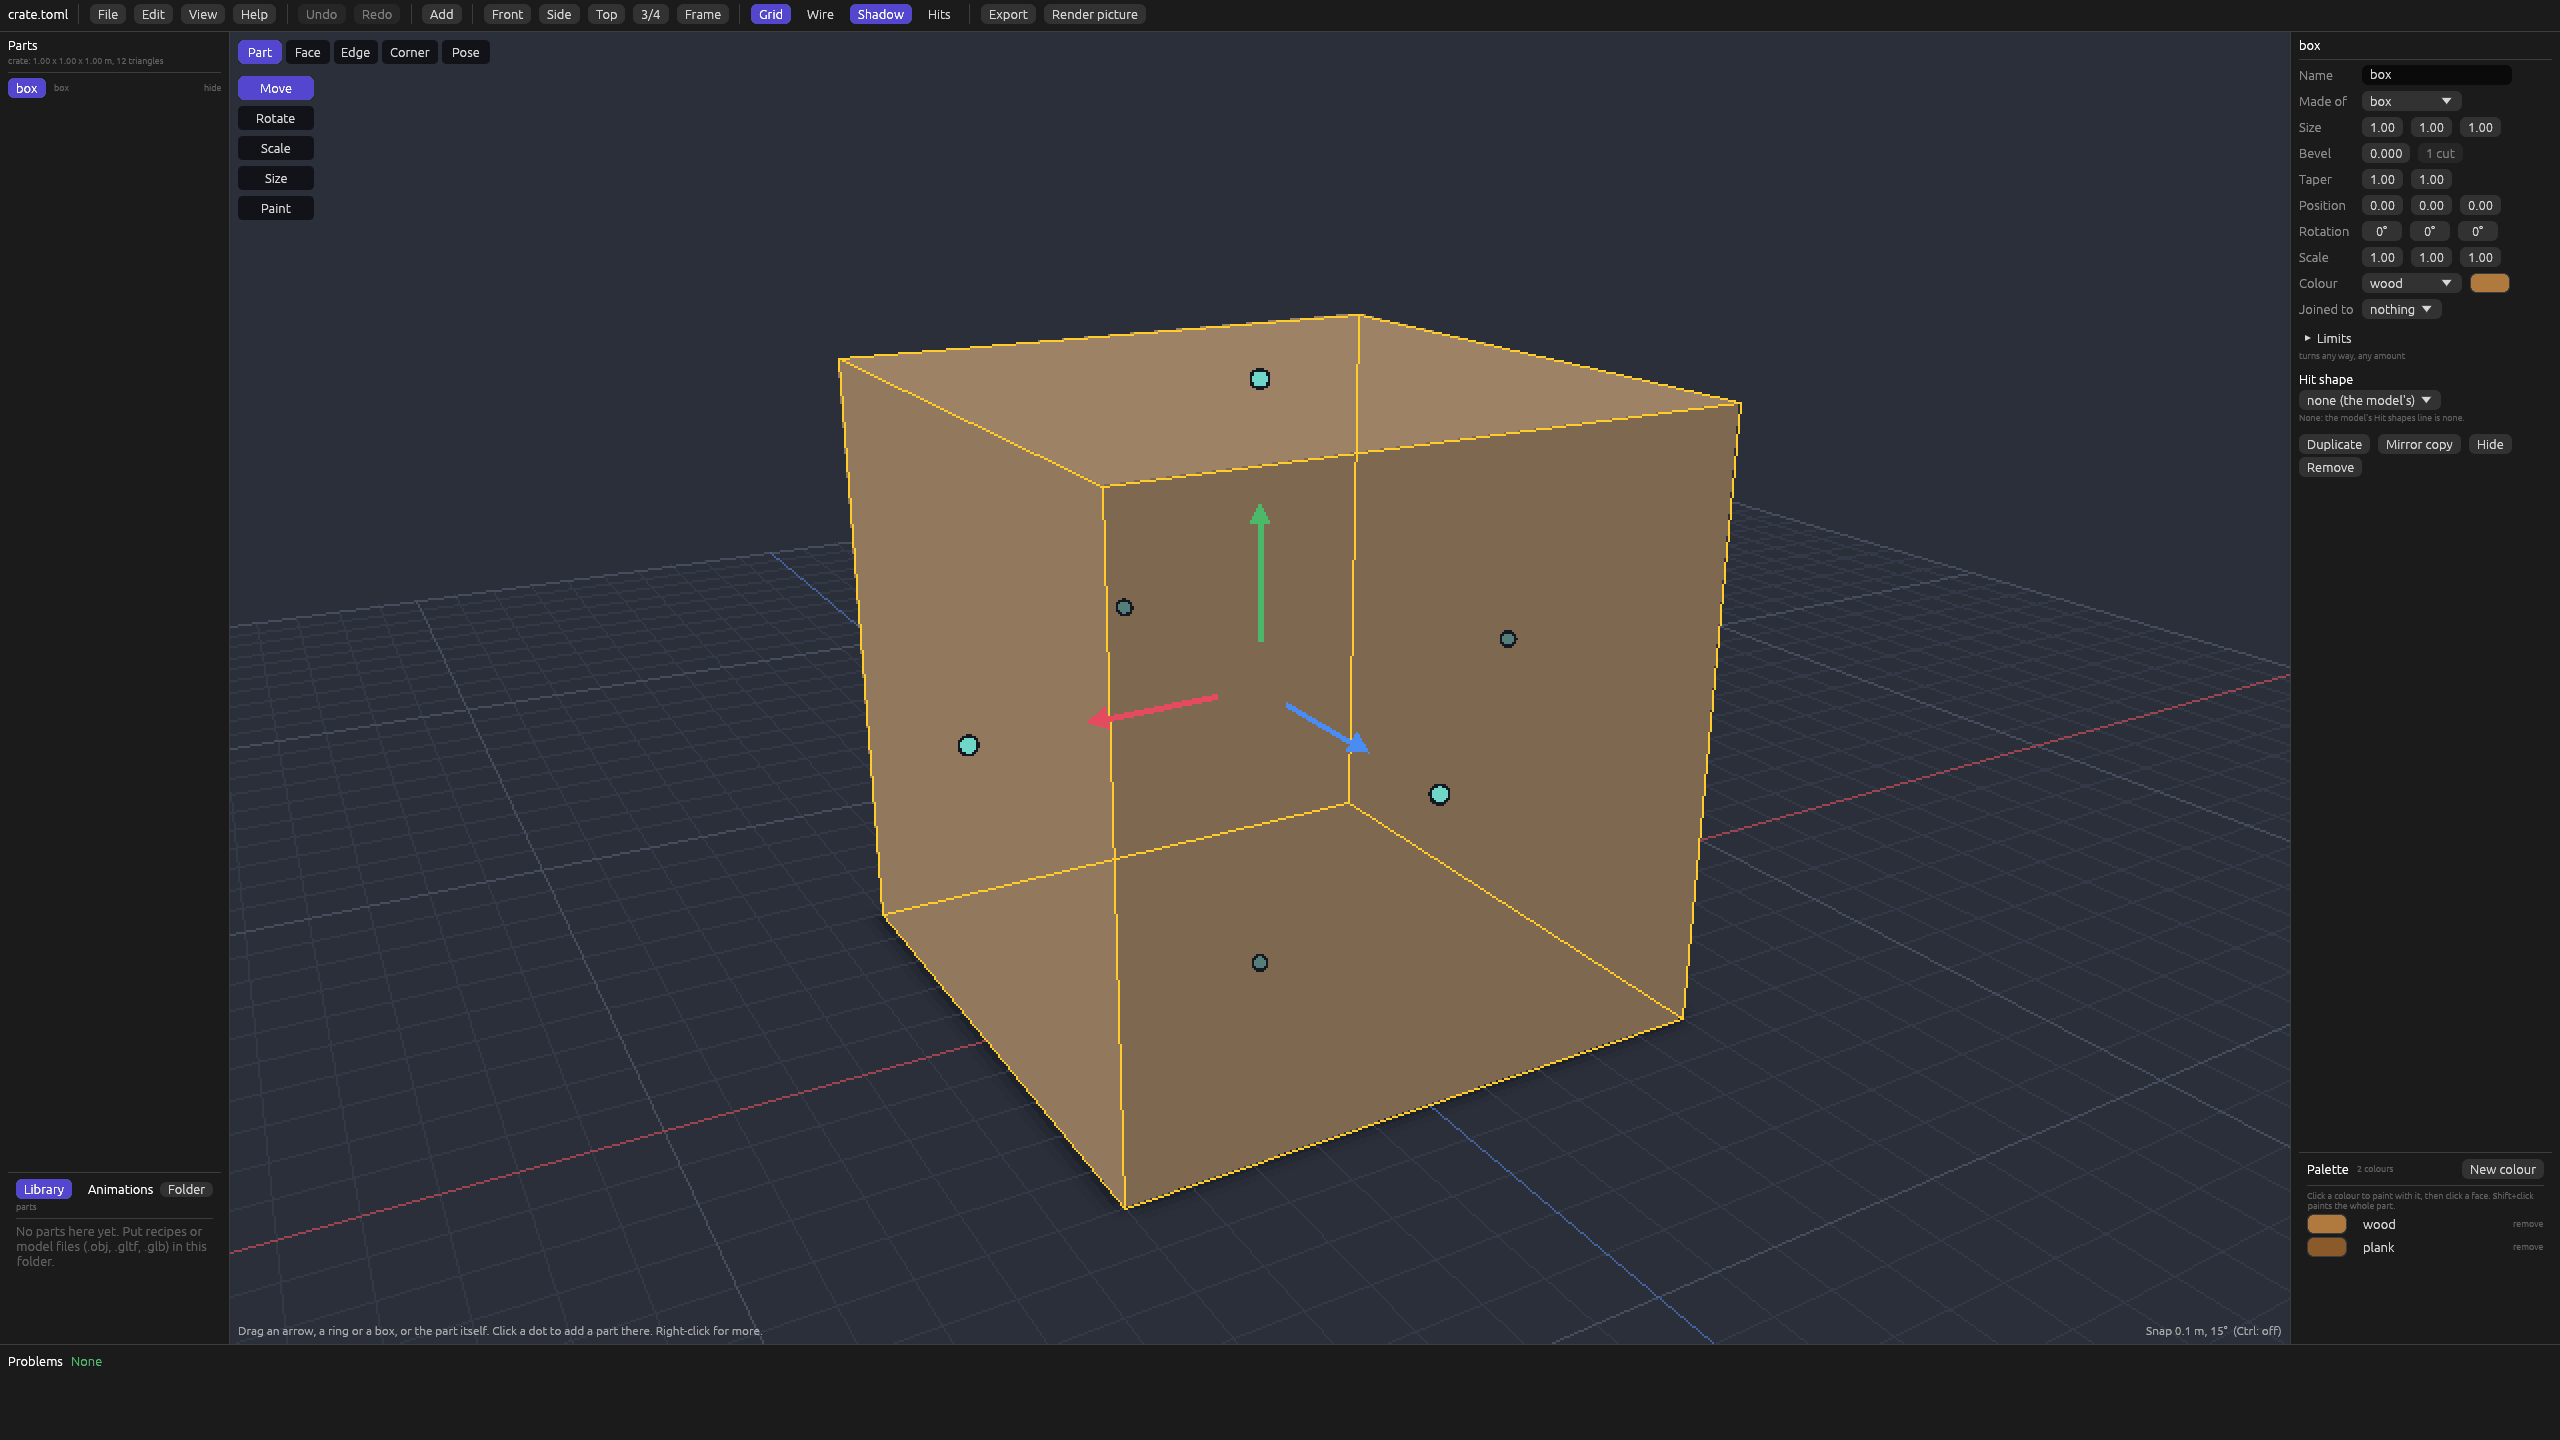 crate.toml File Edit View Help Undo Redo Add Front Side Top 3/4 Frame Grid Wire Shadow Hits Export Render picture
Parts
crate: 1.00 x 1.00 x 1.00 m, 12 triangles
box box hide
Part Face Edge Corner Pose
Move
Rotate
Scale
Size
Paint
box
Name box
Made of box
Size 1.00 1.00 1.00
Bevel 0.000 1 cut
Taper 1.00 1.00
Position 0.00 0.00 0.00
Rotation 0° 0° 0°
Scale 1.00 1.00 1.00
Colour wood
Joined to nothing
Limits
turns any way, any amount
Hit shape
none (the model's)
None: the model's Hit shapes line is none.
Duplicate Mirror copy Hide
Remove
Library Animations Folder
parts
No parts here yet. Put recipes or
model files (.obj, .gltf, .glb) in this
folder.
Palette 2 colours New colour
Click a colour to paint with it, then click a face. Shift+click
paints the whole part.
wood remove
plank remove
Drag an arrow, a ring or a box, or the part itself. Click a dot to add a part there. Right-click for more.
Snap 0.1 m, 15° (Ctrl: off)
Problems None